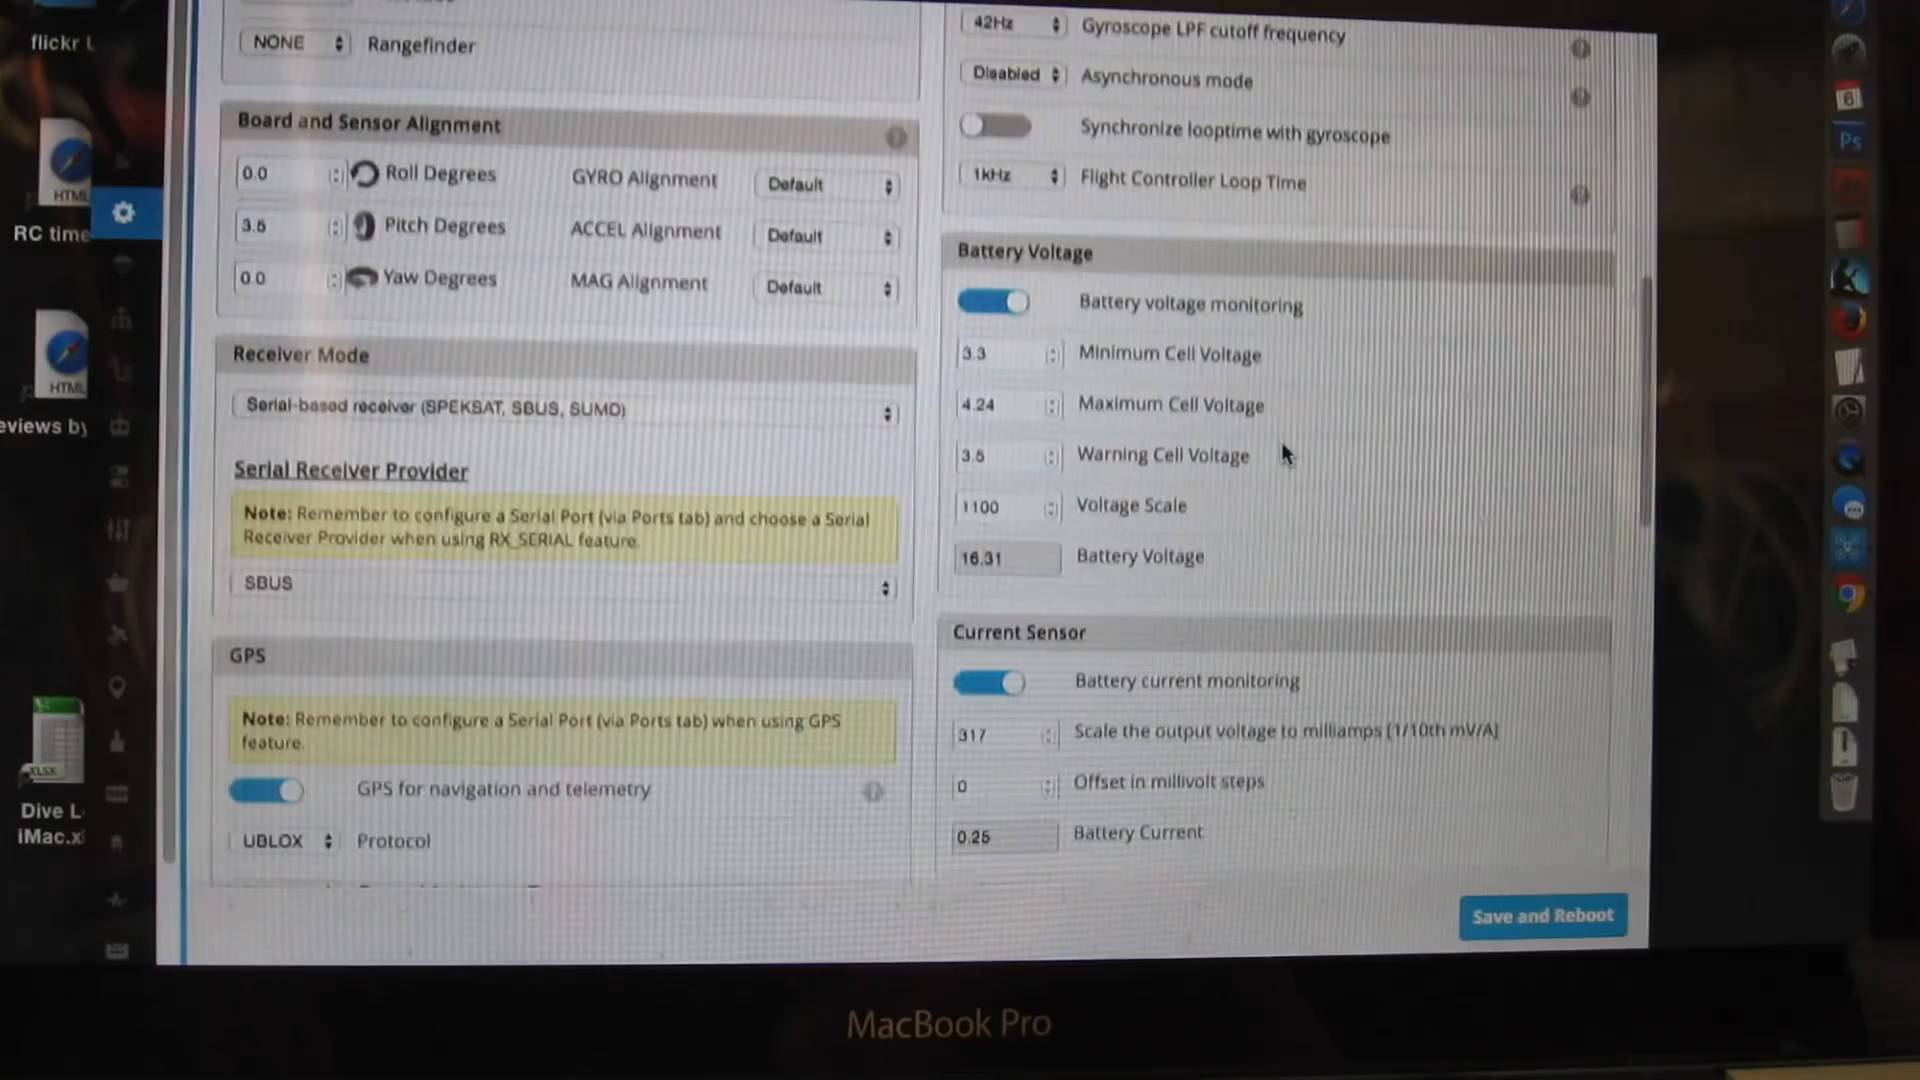 flickr
HTML
RC time
HTML
eviews by
XLSX
Dive L
iMac.xl
NONE Rangefinder
Board and Sensor Alignment
0.0 Roll Degrees GYRO Alignment Default
3.5 Pitch Degrees ACCEL Alignment Default
0.0 Yaw Degrees MAG Alignment Default
Receiver Mode
Serial-based receiver (SPEKSAT, SBUS, SUMD)
Serial Receiver Provider
Note: Remember to configure a Serial Port (via Ports tab) and choose a Serial
Receiver Provider when using RX_SERIAL feature.
SBUS
GPS
Note: Remember to configure a Serial Port (via Ports tab) when using GPS
feature.
GPS for navigation and telemetry
UBLOX Protocol
42Hz Gyroscope LPF cutoff frequency
Disabled Asynchronous mode
Synchronize looptime with gyroscope
1kHz Flight Controller Loop Time
Battery Voltage
Battery voltage monitoring
3.3 Minimum Cell Voltage
4.24 Maximum Cell Voltage
3.5 Warning Cell Voltage
1100 Voltage Scale
16.31 Battery Voltage
Current Sensor
Battery current monitoring
317 Scale the output voltage to milliamps [1/10th mV/A]
0 Offset in millivolt steps
0.25 Battery Current
Save and Reboot
6
Ps
MacBook Pro